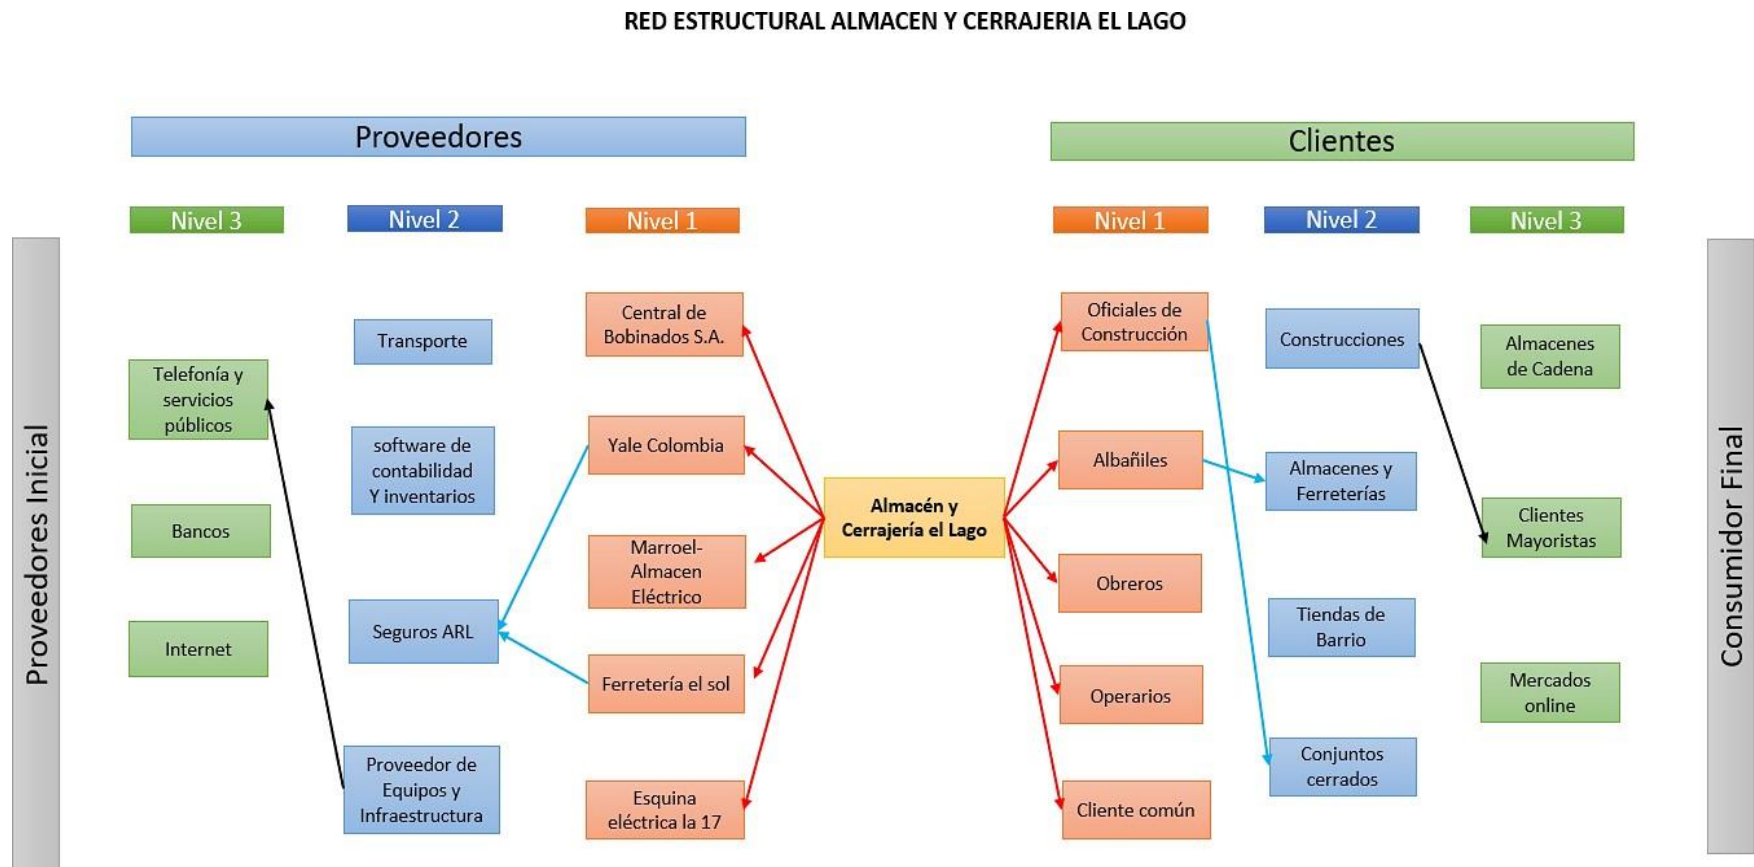 RED ESTRUCTURAL ALMACEN Y CERRAJERIA EL LAGO
Proveedores
Clientes
Nivel 3
Nivel 2
Nivel 1
Nivel 1
Nivel 2
Nivel 3
Proveedores Inicial
Telefonía y
servicios
públicos
Bancos
Internet
Transporte
software de
contabilidad
Y inventarios
Seguros ARL
Proveedor de
Equipos y
Infraestructura
Central de
Bobinados S.A.
Yale Colombia
Marroel-
Almacen
Eléctrico
Ferretería el sol
Esquina
eléctrica la 17
Almacén y
Cerrajería el Lago
Oficiales de
Construcción
Albañiles
Obreros
Operarios
Cliente común
Construcciones
Almacenes y
Ferreterías
Tiendas de
Barrio
Conjuntos
cerrados
Almacenes
de Cadena
Clientes
Mayoristas
Mercados
online
Consumidor Final